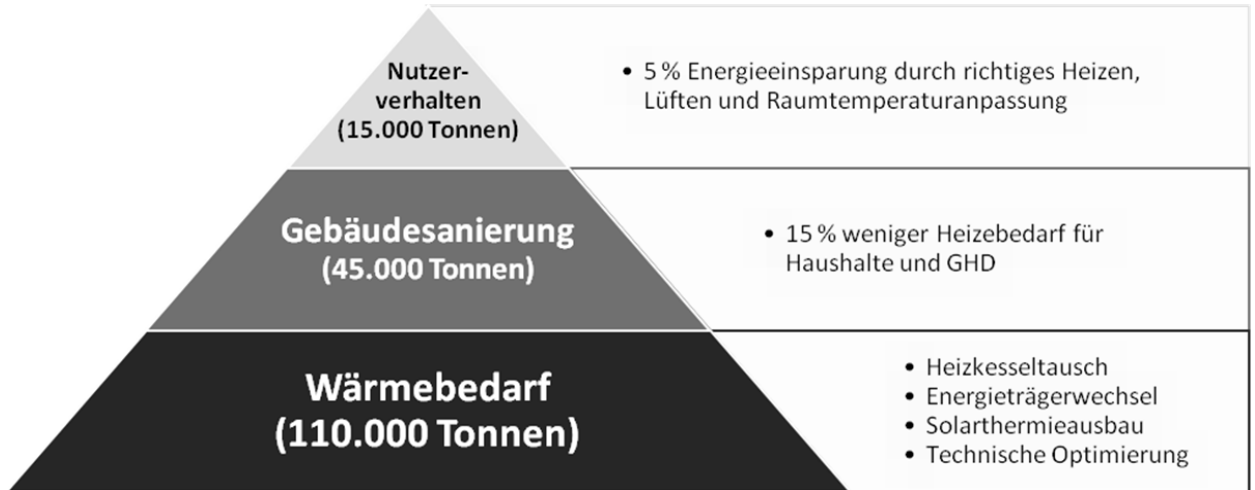 Nutzer-
verhalten
(15.000 Tonnen)
• 5 % Energieeinsparung durch richtiges Heizen,
Lüften und Raumtemperaturanpassung
Gebäudesanierung
(45.000 Tonnen)
• 15 % weniger Heizebedarf für
Haushalte und GHD
Wärmebedarf
(110.000 Tonnen)
• Heizkesseltausch
• Energieträgerwechsel
• Solarthermieausbau
• Technische Optimierung